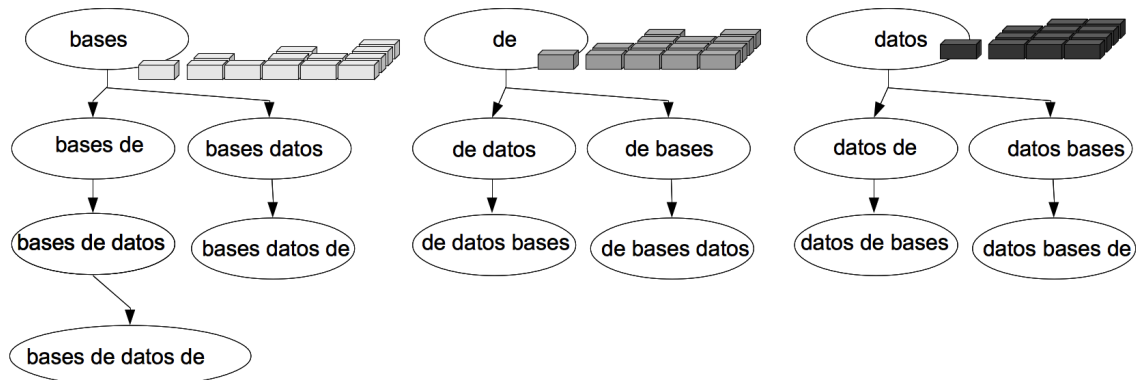 bases
de
datos
bases de
bases datos
de datos
de bases
datos de
datos bases
bases de datos
bases datos de
de datos bases
de bases datos
datos de bases
datos bases de
bases de datos de